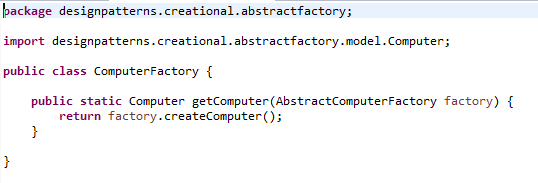 package designpatterns.creational.abstractfactory;
import designpatterns.creational.abstractfactory.model.Computer;
public class ComputerFactory {
public static Computer getComputer(AbstractComputerFactory factory) {
return factory.createComputer();
}
}